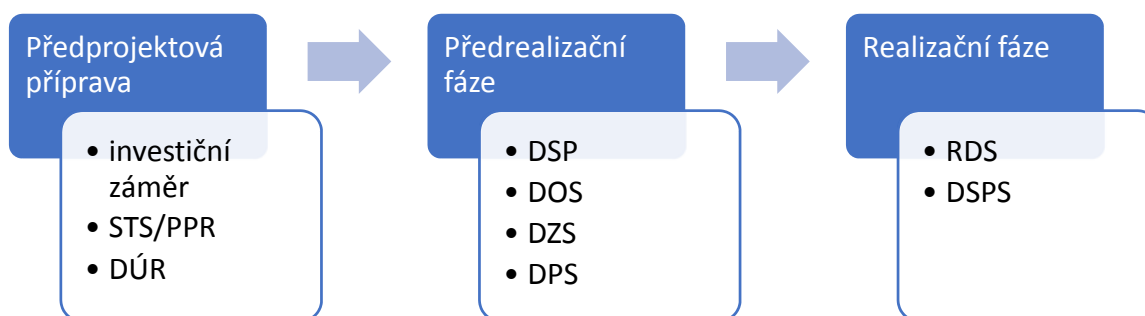 Předprojektová
příprava
• investiční
záměr
• STS/PPR
• DÚR
Předrealizační
fáze
• DSP
• DOS
• DZS
• DPS
Realizační fáze
• RDS
• DSPS